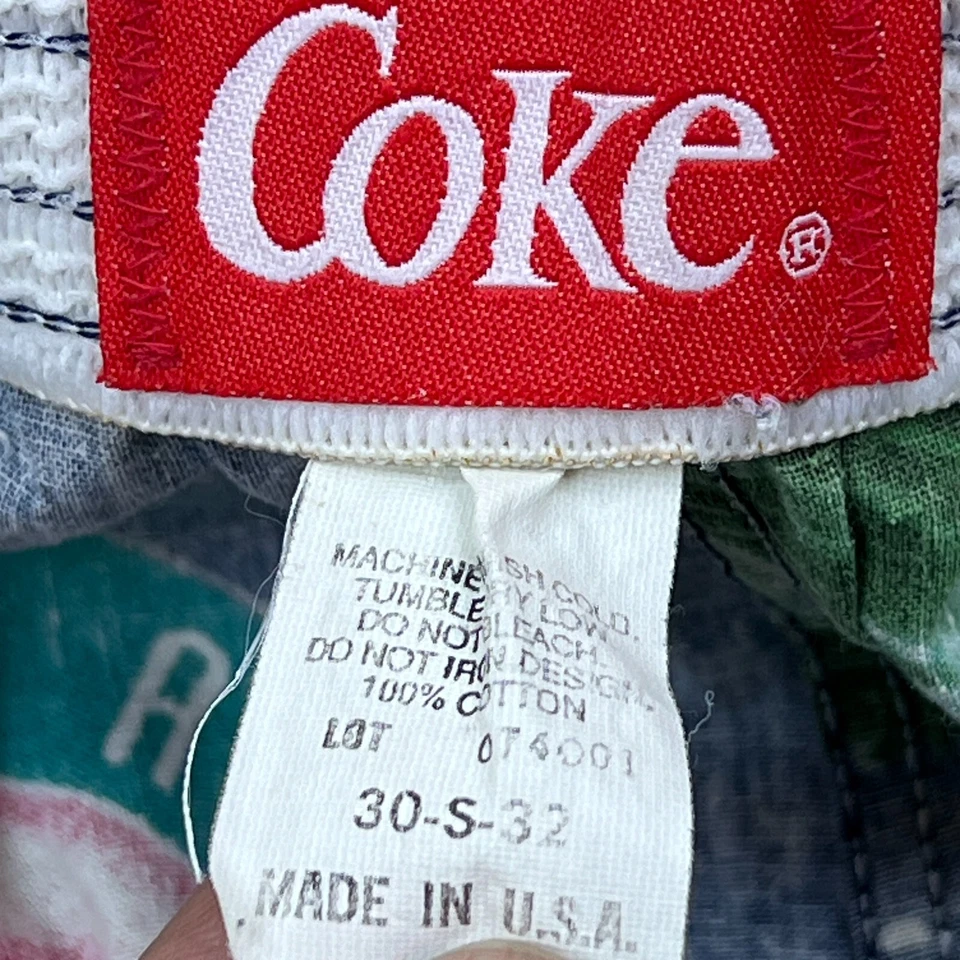 Coke®
MACHINE WASH COLD.
TUMBLE DRY LOW.
DO NOT BLEACH.
DO NOT IRON DESIGN.
100% COTTON
LOT 0T4001
30-S-32
MADE IN U.S.A.
A